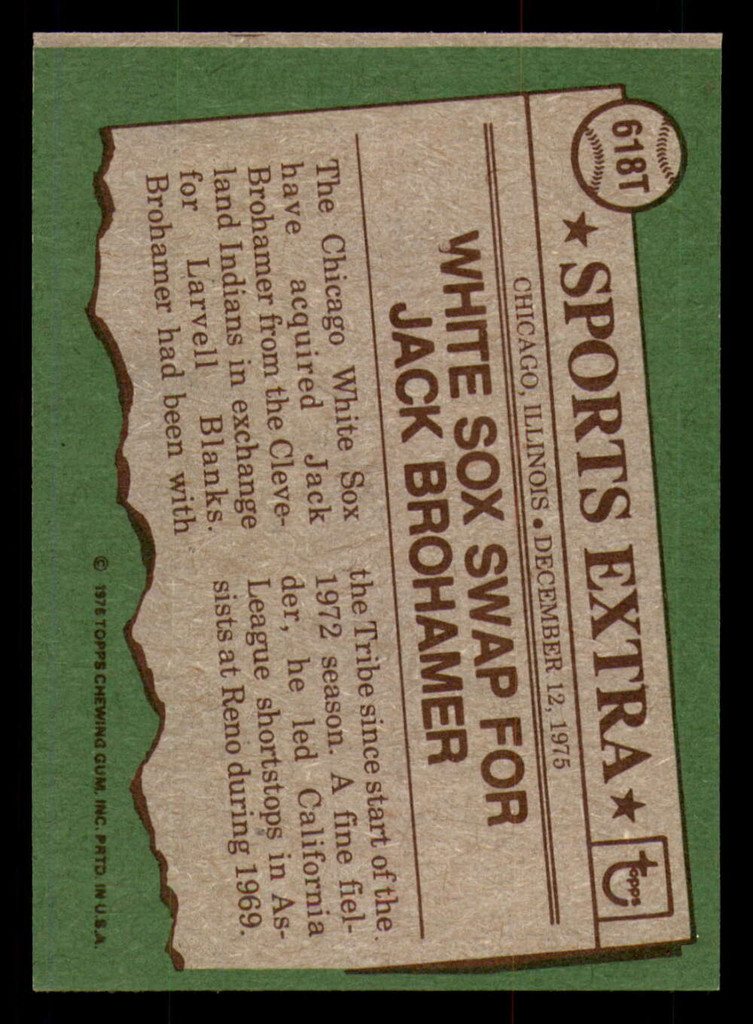 618T
★ SPORTS EXTRA ★
topps
CHICAGO, ILLINOIS • DECEMBER 12, 1975
WHITE SOX SWAP FOR
JACK BROHAMER
The Chicago White Sox
have acquired Jack
Brohamer from the Cleve-
land Indians in exchange
for Larvell Blanks.
Brohamer had been with
the Tribe since start of the
1972 season. A fine fiel-
der, he led California
League shortstops in As-
sists at Reno during 1969.
© 1976 TOPPS CHEWING GUM, INC. PRTD. IN U.S.A.